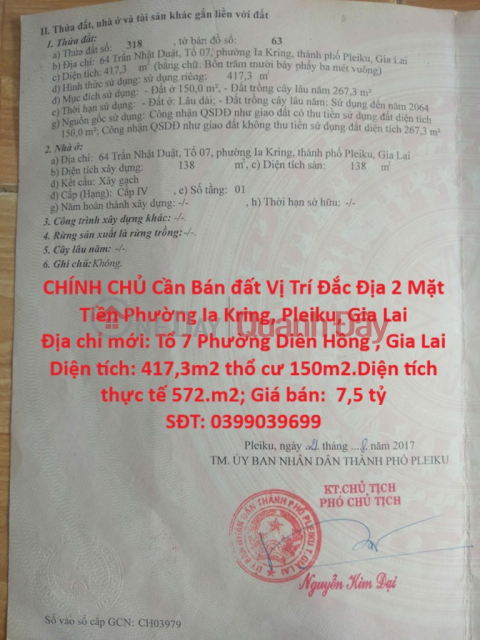 II. Thửa đất, nhà ở và tài sản khác gắn liền với đất
1. Thửa đất:
a) Thửa đất số: 318, tờ bản đồ số: 63
b) Địa chỉ: 64 Trần Nhật Duật, Tổ 07, phường Ia Kring, thành phố Pleiku, Gia Lai
c) Diện tích: 417,3 m² (bằng chữ: Bốn trăm mười bảy phẩy ba mét vuông)
d) Hình thức sử dụng: sử dụng riêng: 417,3 m²
đ) Mục đích sử dụng: - Đất ở 150,0 m², - Đất trồng cây lâu năm 267,3 m²
e) Thời hạn sử dụng: - Đất ở: Lâu dài; - Đất trồng cây lâu năm: Sử dụng đến năm 2064
g) Nguồn gốc sử dụng: Công nhận QSDĐ như giao đất có thu tiền sử dụng đất diện tích
150,0 m², Công nhận QSDĐ như giao đất không thu tiền sử dụng đất diện tích 267,3 m²
2. Nhà ở:
a) Địa chỉ: 64 Trần Nhật Duật, Tổ 07, phường Ia Kring, thành phố Pleiku, Gia Lai
b) Diện tích xây dựng: 138 m², c) Diện tích sàn: 138 m²
d) Kết cấu: Xây gạch
đ) Cấp (Hạng): Cấp IV, e) Số tầng: 01
g) Năm hoàn thành xây dựng: -/-, h) Thời hạn sở hữu: -/-
3. Công trình xây dựng khác: -/-
4. Rừng sản xuất là rừng trồng: -/-
5. Cây lâu năm: -/-
6. Ghi chú: Không.
CHÍNH CHỦ Cần Bán đất Vị Trí Đắc Địa 2 Mặt
Tiền Phường Ia Kring, Pleiku, Gia Lai
Địa chỉ mới: Tổ 7 Phường Diên Hồng , Gia Lai
Diện tích: 417,3m2 thổ cư 150m2.Diện tích
thực tế 572.m2; Giá bán: 7,5 tỷ
SĐT: 0399039699
Pleiku, ngày 21 tháng 8 năm 2017
TM. ỦY BAN NHÂN DÂN THÀNH PHỐ PLEIKU
KT.CHỦ TỊCH
PHÓ CHỦ TỊCH
ỦY BAN NHÂN DÂN THÀNH PHỐ PLEIKU T. GIA LAI
Nguyễn Kim Đại
Số vào sổ cấp GCN: CH03979